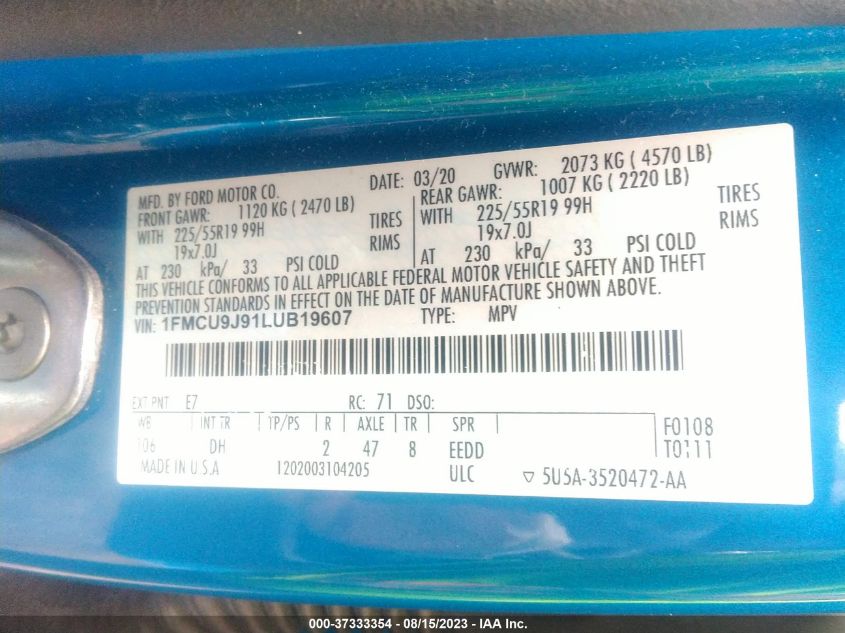 MFD. BY FORD MOTOR CO. DATE: 03/20 GVWR: 2073 KG ( 4570 LB)
FRONT GAWR: 1120 KG ( 2470 LB) REAR GAWR: 1007 KG ( 2220 LB)
WITH 225/55R19 99H TIRES WITH 225/55R19 99H TIRES
19x7.0J RIMS 19x7.0J RIMS
AT 230 kPa/ 33 PSI COLD AT 230 kPa/ 33 PSI COLD
THIS VEHICLE CONFORMS TO ALL APPLICABLE FEDERAL MOTOR VEHICLE SAFETY AND THEFT
PREVENTION STANDARDS IN EFFECT ON THE DATE OF MANUFACTURE SHOWN ABOVE.
VIN: 1FMCU9J91LUB19607 TYPE: MPV
EXT PNT E7 RC: 71 DSO:
WB INT TR TP/PS R AXLE TR SPR F0108
106 DH 2 47 8 EEDD T0111
MADE IN U.S.A 1202003104205 ULC ▽ 5U5A-3520472-AA
000-37333354 - 08/15/2023 - IAA Inc.